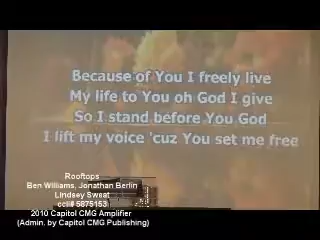 Because of You I freely live
My life to You oh God I give
So I stand before You God
I lift my voice 'cuz You set me free
Rooftops
Ben Williams, Jonathan Berlin
Lindsey Sweat
ccli# 5875153
2010 Capitol CMG Amplifier
(Admin. by Capitol CMG Publishing)